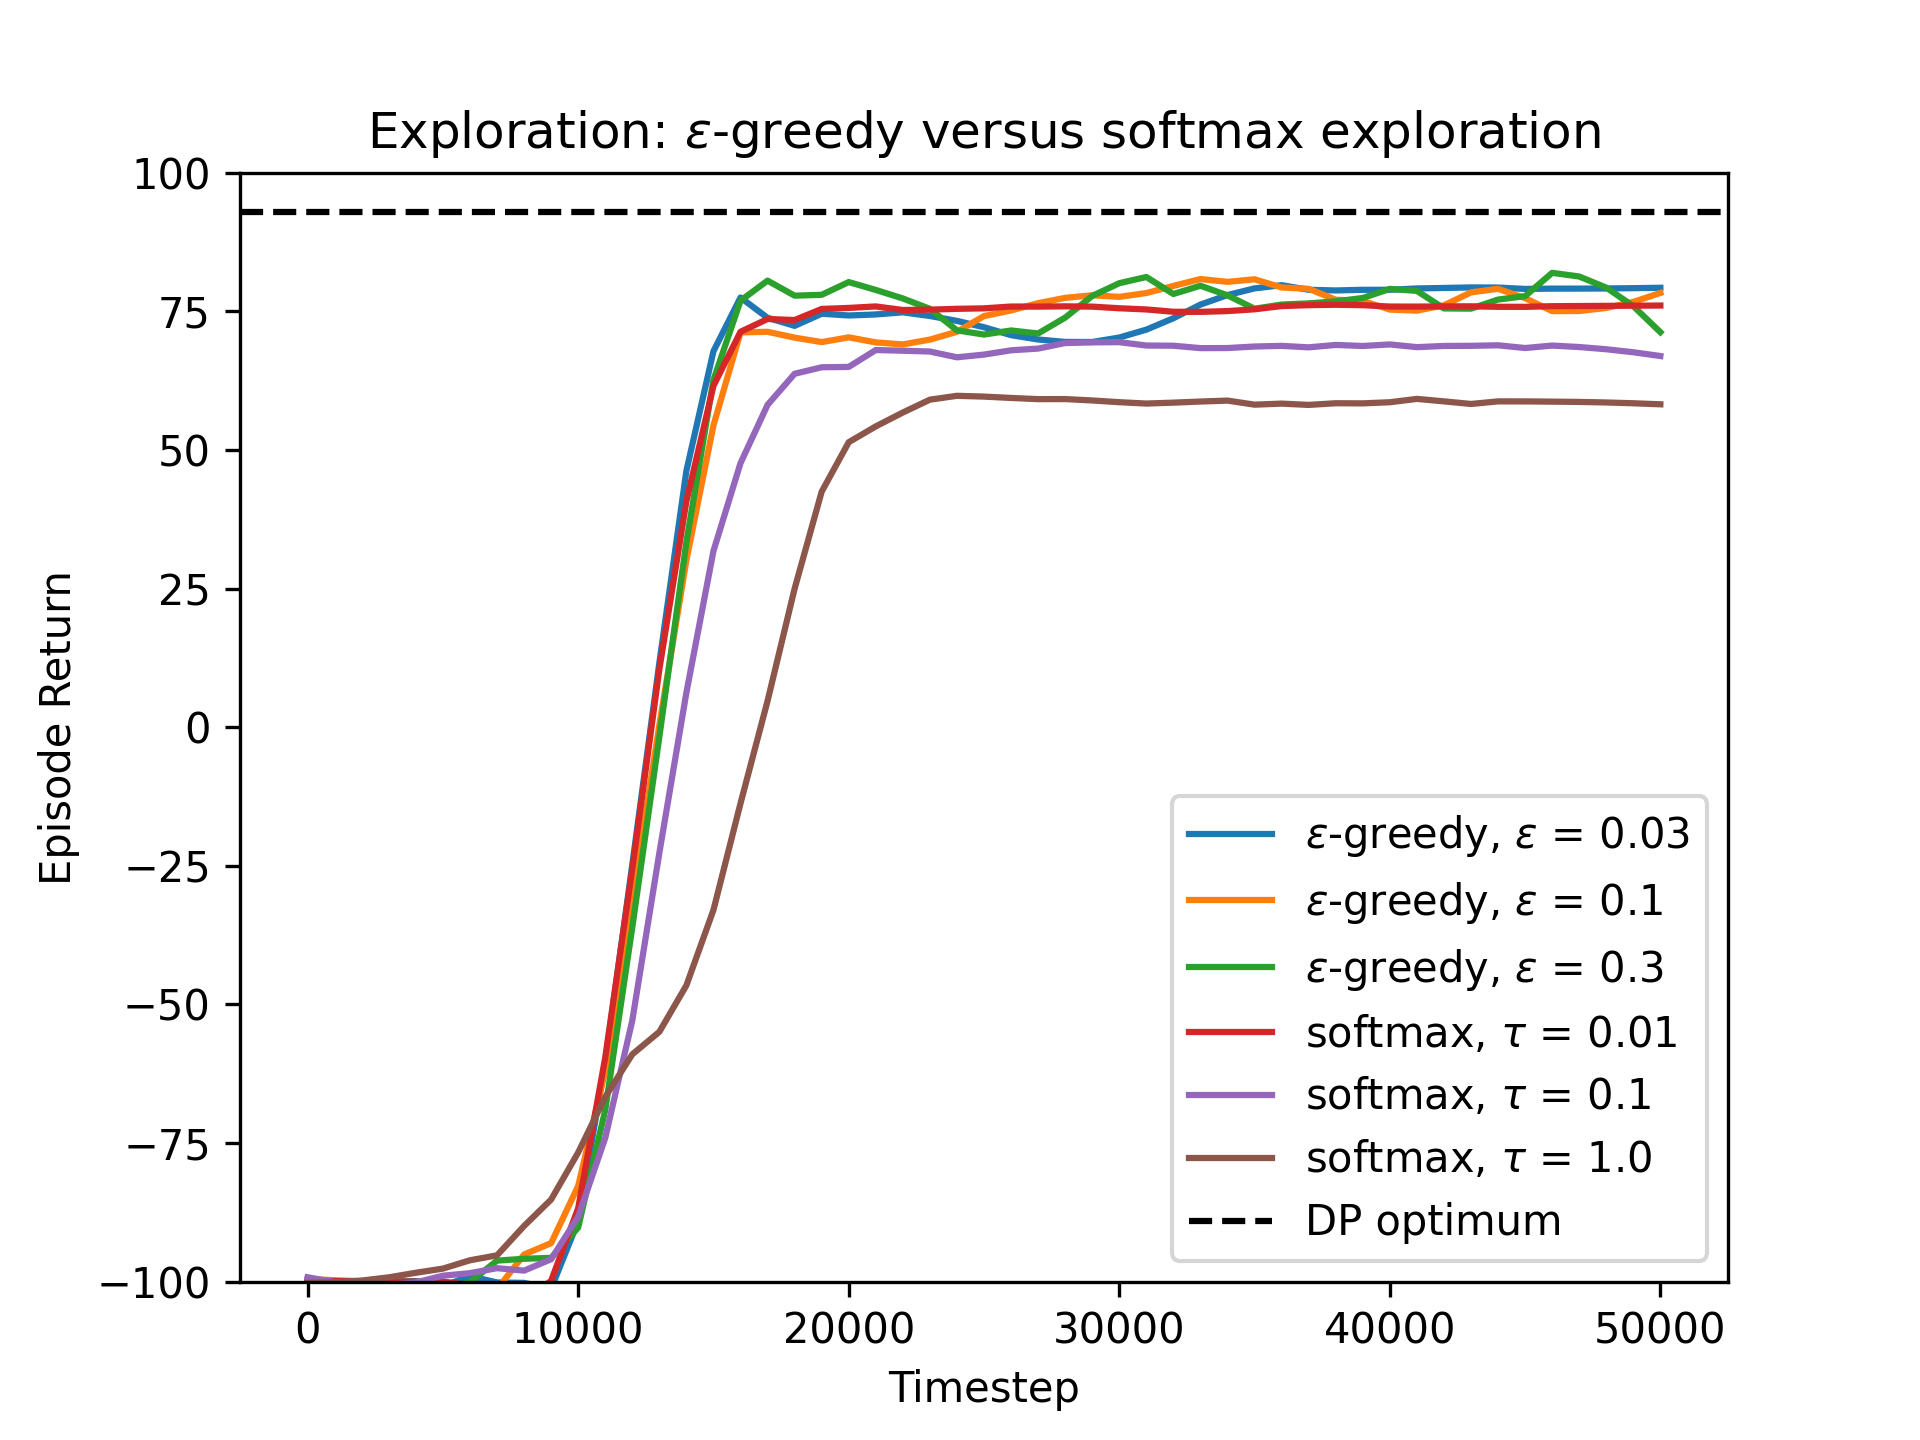 Exploration: ε-greedy versus softmax exploration
100
75
50
25
0
−25
−50
−75
−100
Episode Return
ε-greedy, ε = 0.03
ε-greedy, ε = 0.1
ε-greedy, ε = 0.3
softmax, τ = 0.01
softmax, τ = 0.1
softmax, τ = 1.0
DP optimum
0 10000 20000 30000 40000 50000
Timestep